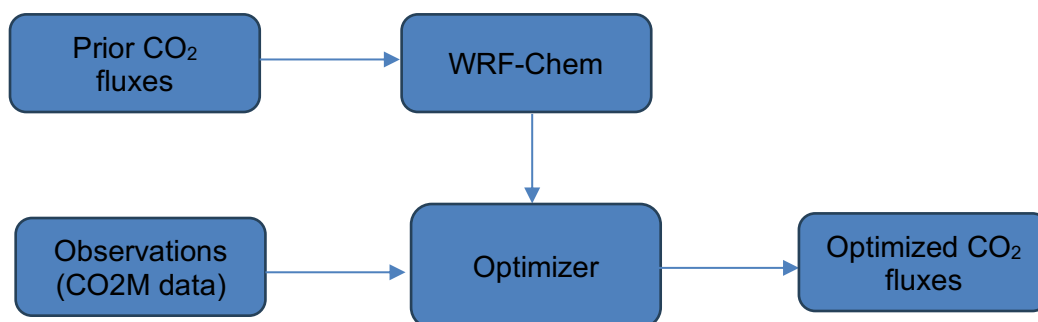 Prior CO₂
fluxes
WRF-Chem
Observations
(CO2M data)
Optimizer
Optimized CO₂
fluxes